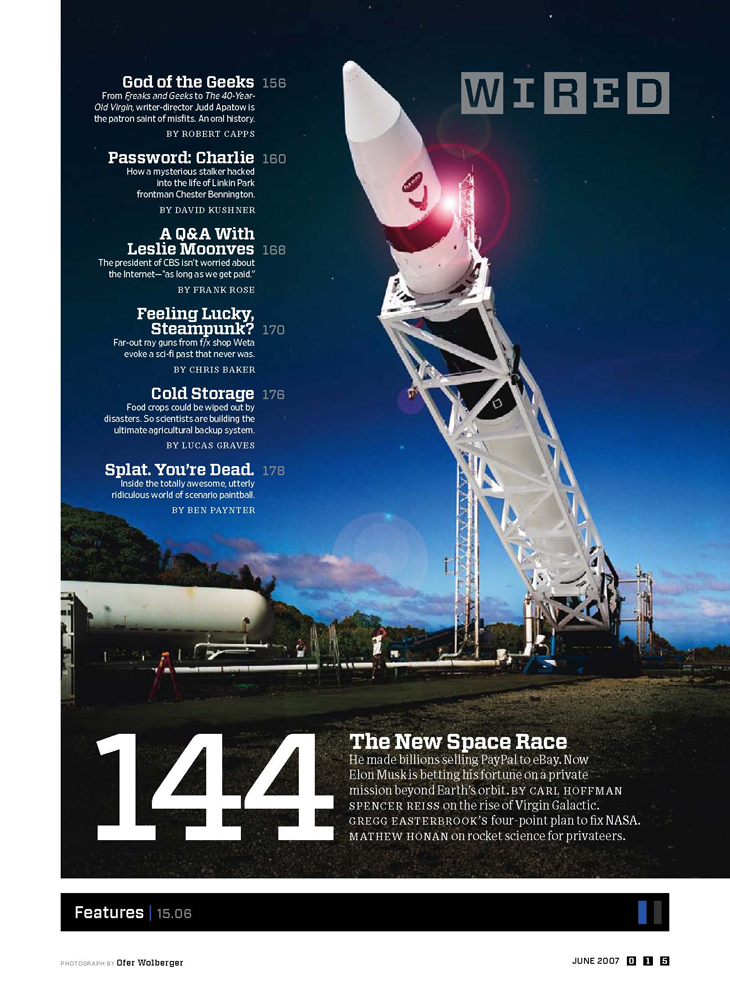 WIRED
God of the Geeks 156
From Freaks and Geeks to The 40-Year-
Old Virgin, writer-director Judd Apatow is
the patron saint of misfits. An oral history.
BY ROBERT CAPPS
Password: Charlie 160
How a mysterious stalker hacked
into the life of Linkin Park
frontman Chester Bennington.
BY DAVID KUSHNER
A Q&A With
Leslie Moonves 168
The president of CBS isn't worried about
the Internet—"as long as we get paid."
BY FRANK ROSE
Feeling Lucky,
Steampunk? 170
Far-out ray guns from f/x shop Weta
evoke a sci-fi past that never was.
BY CHRIS BAKER
Cold Storage 176
Food crops could be wiped out by
disasters. So scientists are building the
ultimate agricultural backup system.
BY LUCAS GRAVES
Splat. You're Dead. 178
Inside the totally awesome, utterly
ridiculous world of scenario paintball.
BY BEN PAYNTER
144
The New Space Race
He made billions selling PayPal to eBay. Now
Elon Musk is betting his fortune on a private
mission beyond Earth's orbit. BY CARL HOFFMAN
SPENCER REISS on the rise of Virgin Galactic.
GREGG EASTERBROOK'S four-point plan to fix NASA.
MATHEW HONAN on rocket science for privateers.
Features | 15.06
PHOTOGRAPH BY Ofer Wolberger
JUNE 2007 0 1 5